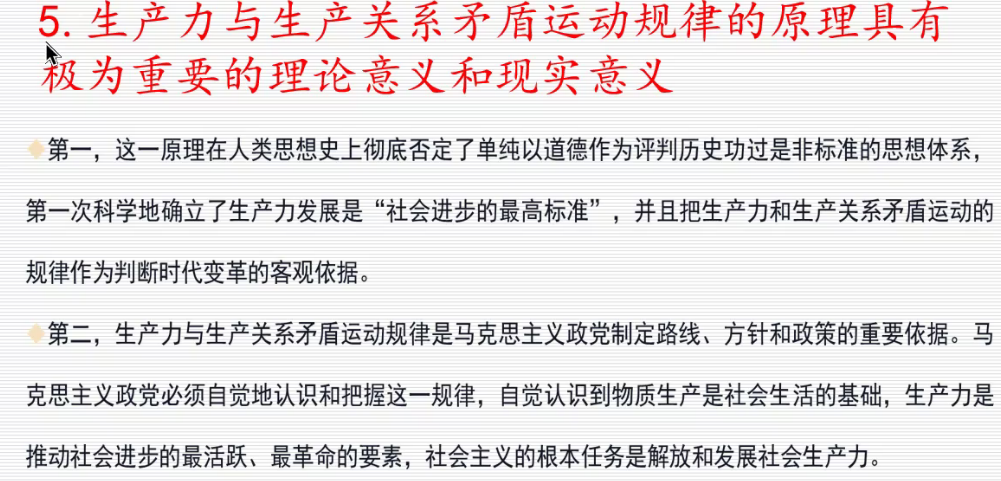 5. 生产力与生产关系矛盾运动规律的原理具有
极为重要的理论意义和现实意义
第一，这一原理在人类思想史上彻底否定了单纯以道德作为评判历史功过是非标准的思想体系，
第一次科学地确立了生产力发展是“社会进步的最高标准”，并且把生产力和生产关系矛盾运动的
规律作为判断时代变革的客观依据。
第二，生产力与生产关系矛盾运动规律是马克思主义政党制定路线、方针和政策的重要依据。马
克思主义政党必须自觉地认识和把握这一规律，自觉认识到物质生产是社会生活的基础，生产力是
推动社会进步的最活跃、最革命的要素，社会主义的根本任务是解放和发展社会生产力。